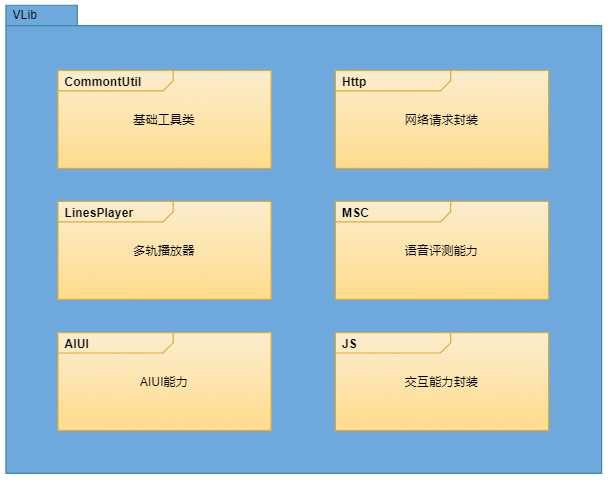 VLib
CommontUtil
基础工具类
Http
网络请求封装
LinesPlayer
多轨播放器
MSC
语音评测能力
AIUI
AIUI能力
JS
交互能力封装